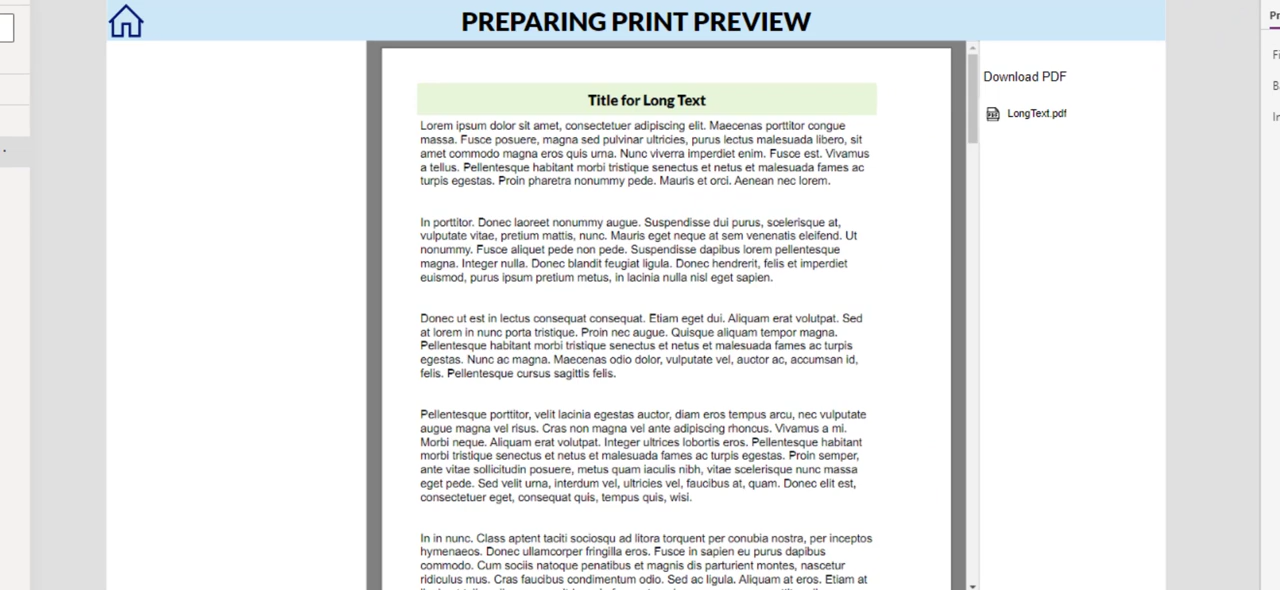 PREPARING PRINT PREVIEW
Title for Long Text
Lorem ipsum dolor sit amet, consectetuer adipiscing elit. Maecenas porttitor congue
massa. Fusce posuere, magna sed pulvinar ultricies, purus lectus malesuada libero, sit
amet commodo magna eros quis urna. Nunc viverra imperdiet enim. Fusce est. Vivamus
a tellus. Pellentesque habitant morbi tristique senectus et netus et malesuada fames ac
turpis egestas. Proin pharetra nonummy pede. Mauris et orci. Aenean nec lorem.
In porttitor. Donec laoreet nonummy augue. Suspendisse dui purus, scelerisque at,
vulputate vitae, pretium mattis, nunc. Mauris eget neque at sem venenatis eleifend. Ut
nonummy. Fusce aliquet pede non pede. Suspendisse dapibus lorem pellentesque
magna. Integer nulla. Donec blandit feugiat ligula. Donec hendrerit, felis et imperdiet
euismod, purus ipsum pretium metus, in lacinia nulla nisl eget sapien.
Donec ut est in lectus consequat consequat. Etiam eget dui. Aliquam erat volutpat. Sed
at lorem in nunc porta tristique. Proin nec augue. Quisque aliquam tempor magna.
Pellentesque habitant morbi tristique senectus et netus et malesuada fames ac turpis
egestas. Nunc ac magna. Maecenas odio dolor, vulputate vel, auctor ac, accumsan id,
felis. Pellentesque cursus sagittis felis.
Pellentesque porttitor, velit lacinia egestas auctor, diam eros tempus arcu, nec vulputate
augue magna vel risus. Cras non magna vel ante adipiscing rhoncus. Vivamus a mi.
Morbi neque. Aliquam erat volutpat. Integer ultrices lobortis eros. Pellentesque habitant
morbi tristique senectus et netus et malesuada fames ac turpis egestas. Proin semper,
ante vitae sollicitudin posuere, metus quam iaculis nibh, vitae scelerisque nunc massa
eget pede. Sed velit urna, interdum vel, ultricies vel, faucibus at, quam. Donec elit est,
consectetuer eget, consequat quis, tempus quis, wisi.
In in nunc. Class aptent taciti sociosqu ad litora torquent per conubia nostra, per inceptos
hymenaeos. Donec ullamcorper fringilla eros. Fusce in sapien eu purus dapibus
commodo. Cum sociis natoque penatibus et magnis dis parturient montes, nascetur
ridiculus mus. Cras faucibus condimentum odio. Sed ac ligula. Aliquam at eros. Etiam at
Download PDF
LongText.pdf